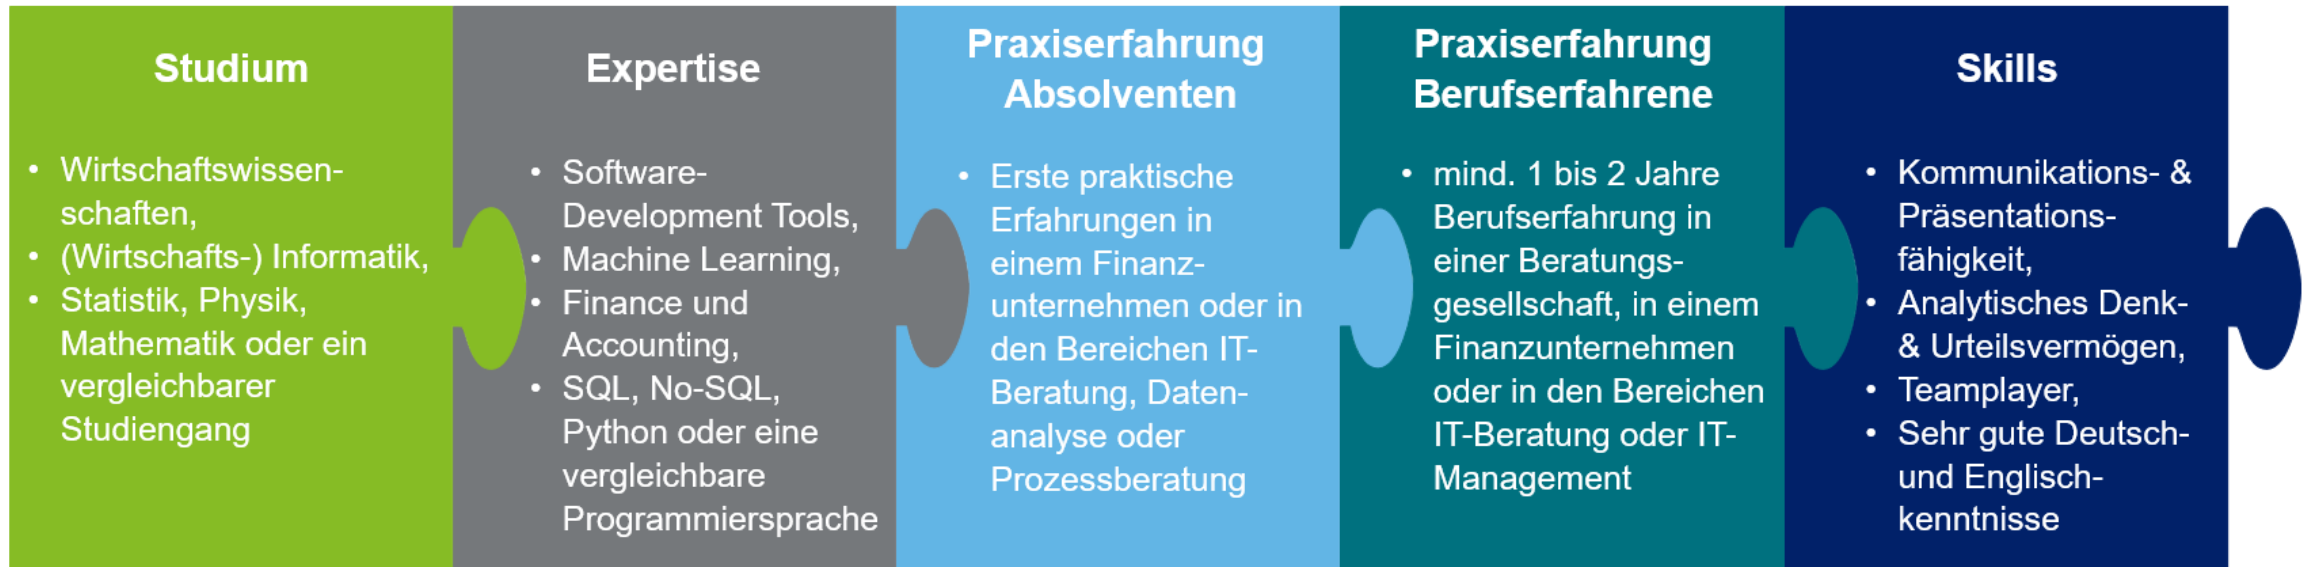 Studium
• Wirtschaftswissen-
schaften,
• (Wirtschafts-) Informatik,
• Statistik, Physik,
Mathematik oder ein
vergleichbarer
Studiengang
Expertise
• Software-
Development Tools,
• Machine Learning,
• Finance und
Accounting,
• SQL, No-SQL,
Python oder eine
vergleichbare
Programmiersprache
Praxiserfahrung
Absolventen
• Erste praktische
Erfahrungen in
einem Finanz-
unternehmen oder in
den Bereichen IT-
Beratung, Daten-
analyse oder
Prozessberatung
Praxiserfahrung
Berufserfahrene
• mind. 1 bis 2 Jahre
Berufserfahrung in
einer Beratungs-
gesellschaft, in einem
Finanzunternehmen
oder in den Bereichen
IT-Beratung oder IT-
Management
Skills
• Kommunikations- &
Präsentations-
fähigkeit,
• Analytisches Denk-
& Urteilsvermögen,
• Teamplayer,
• Sehr gute Deutsch-
und Englisch-
kenntnisse